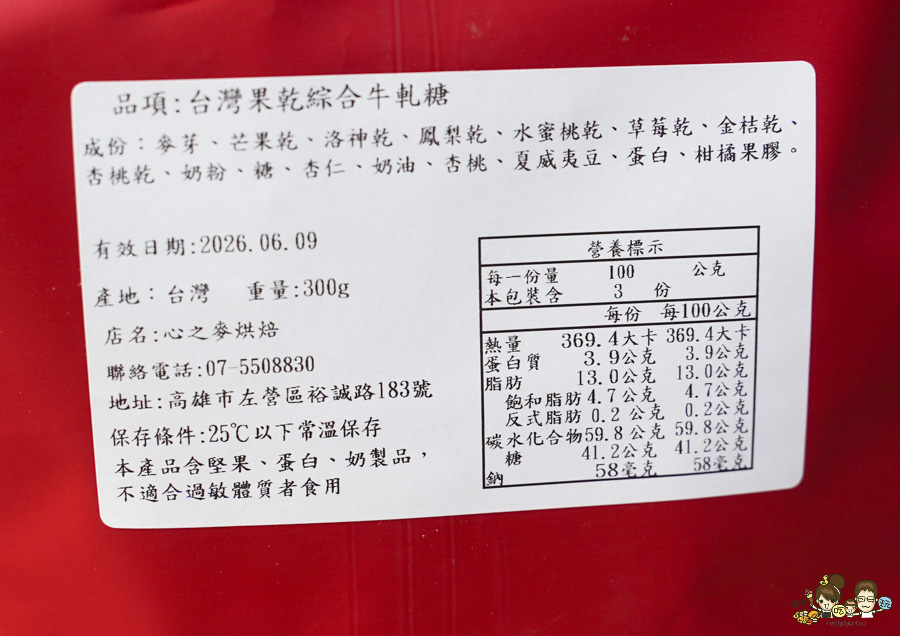 品項:台灣果乾綜合牛軋糖
成份：麥芽、芒果乾、洛神乾、鳳梨乾、水蜜桃乾、草莓乾、金桔乾、
杏桃乾、奶粉、糖、杏仁、奶油、杏桃、夏威夷豆、蛋白、柑橘果膠。
有效日期:2026.06.09
產地：台灣 重量:300g
店名:心之麥烘焙
聯絡電話:07-5508830
地址:高雄市左營區裕誠路183號
保存條件:25℃以下常溫保存
本產品含堅果、蛋白、奶製品，
不適合過敏體質者食用
營養標示
每一份量 100 公克
本包裝含 3 份
每份 每100公克
熱量 369.4大卡 369.4大卡
蛋白質 3.9公克 3.9公克
脂肪 13.0公克 13.0公克
飽和脂肪 4.7公克 4.7公克
反式脂肪 0.2公克 0.2公克
碳水化合物 59.8公克 59.8公克
糖 41.2公克 41.2公克
鈉 58毫克 58毫克